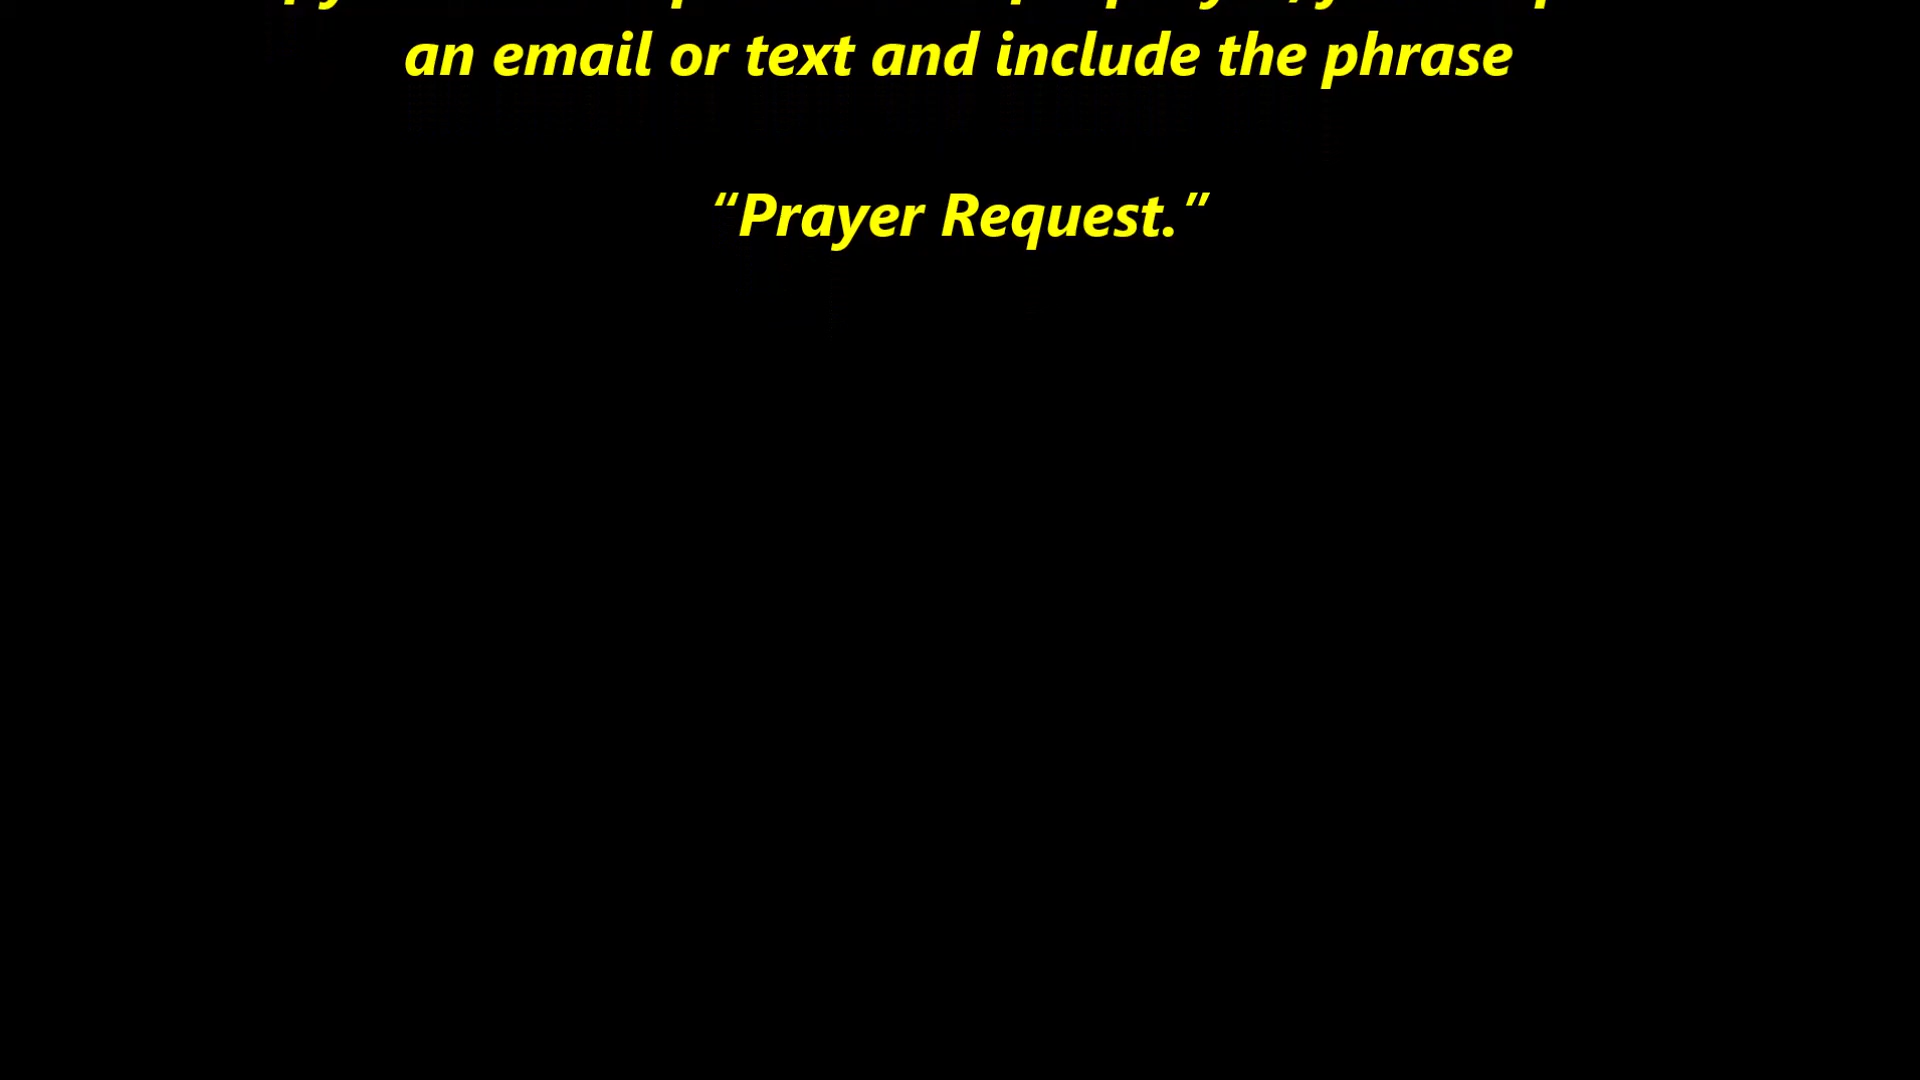 an email or text and include the phrase
“Prayer Request.”